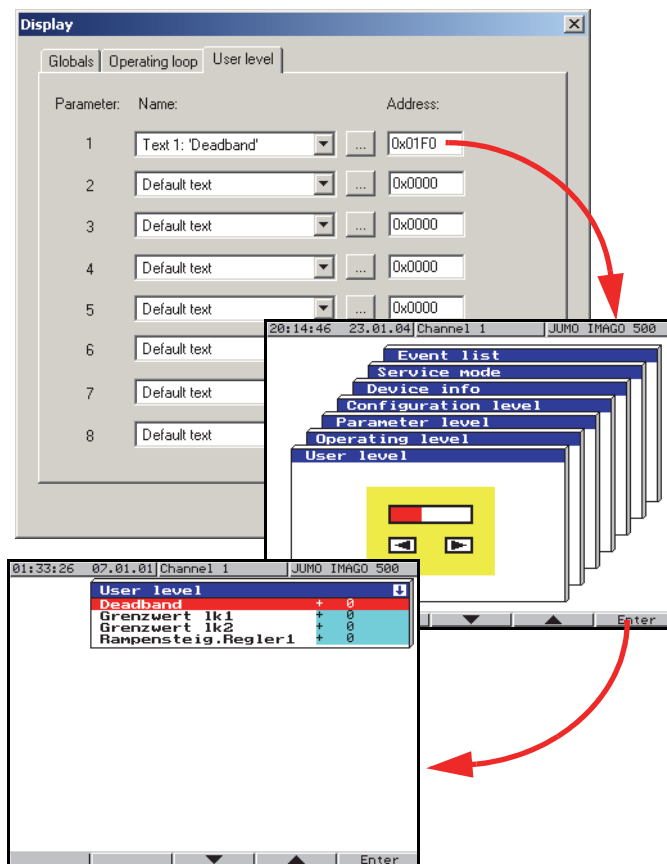 Display
Globals Operating loop User level
Parameter: Name: Address:
1 Text 1: 'Deadband' ... 0x01F0
2 Default text ... 0x0000
3 Default text ... 0x0000
4 Default text ... 0x0000
5 Default text ... 0x0000
6 Default text
7 Default text
8 Default text
20:14:46 23.01.04 Channel 1 JUMO IMAGO 500
Event list
Service mode
Device info
Configuration level
Parameter level
Operating level
User level
Enter
01:33:26 07.01.01 Channel 1 JUMO IMAGO 500
User level
Deadband + 0
Grenzwert lk1 + 0
Grenzwert lk2 + 0
Rampensteig.Regler1 + 0
Enter